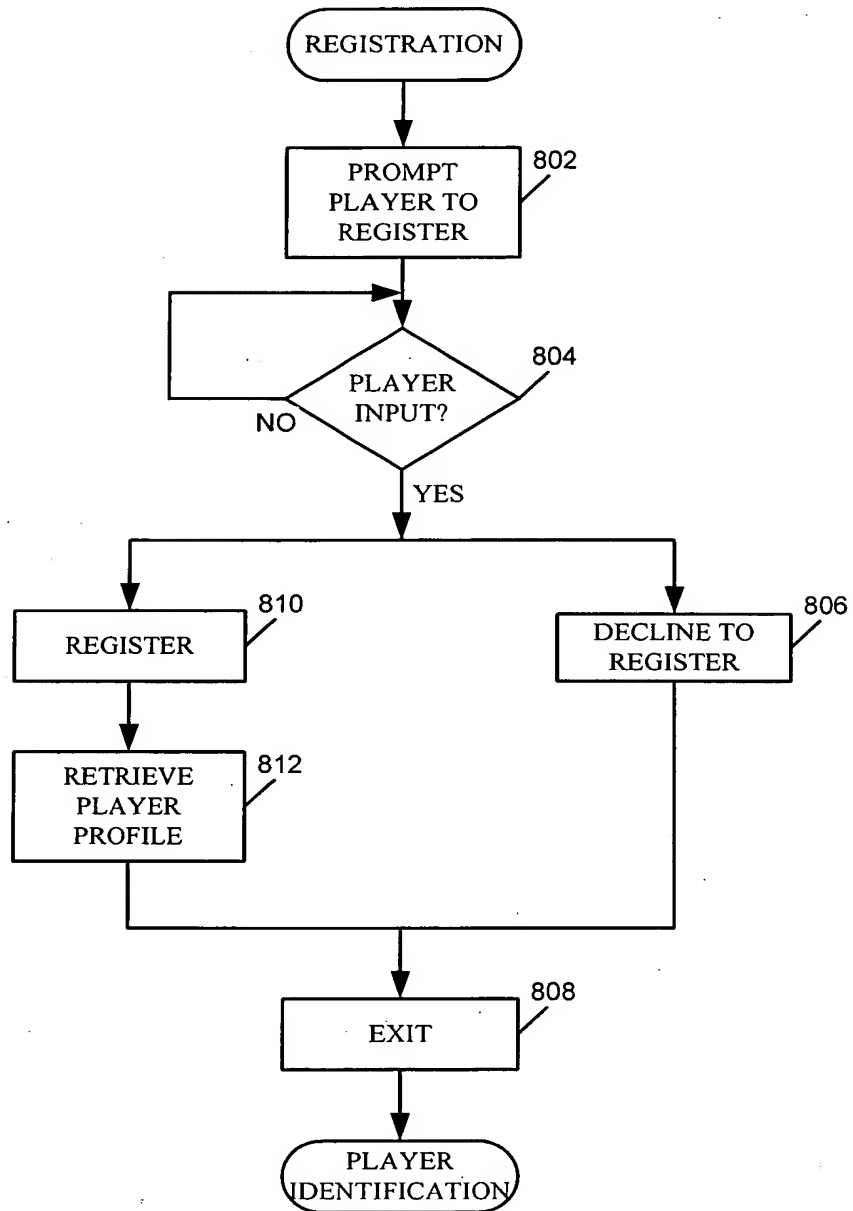 REGISTRATION
802
PROMPT
PLAYER TO
REGISTER
804
PLAYER
INPUT?
NO
YES
810
REGISTER
806
DECLINE TO
REGISTER
812
RETRIEVE
PLAYER
PROFILE
808
EXIT
PLAYER
IDENTIFICATION